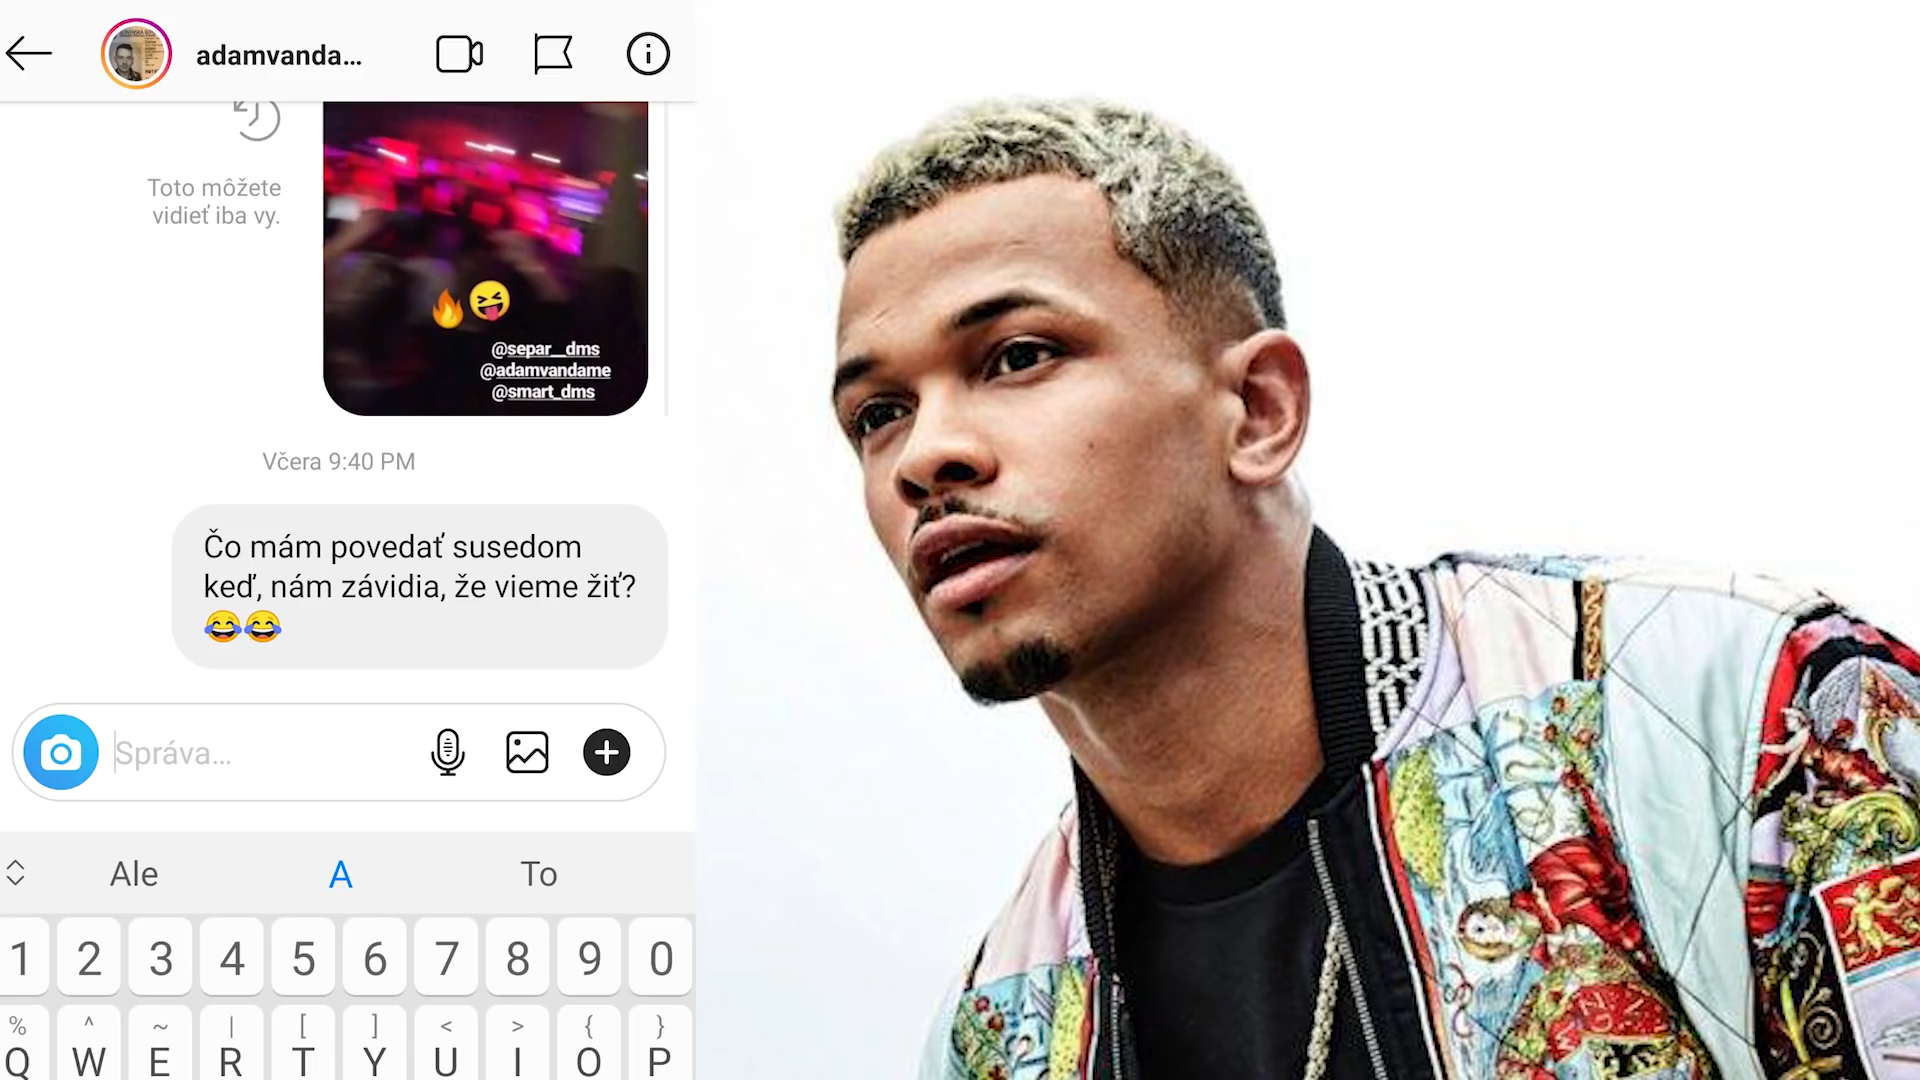 adamvanda...
Toto môžete
vidieť iba vy.
@separ__dms
@adamvandame
@smart_dms
Včera 9:40 PM
Čo mám povedať susedom
keď, nám závidia, že vieme žiť?
😂😂
Správa...
Ale A To
1 2 3 4 5 6 7 8 9 0
% ^ ~ | [ ] < > { }
Q W E R T Y U I O P